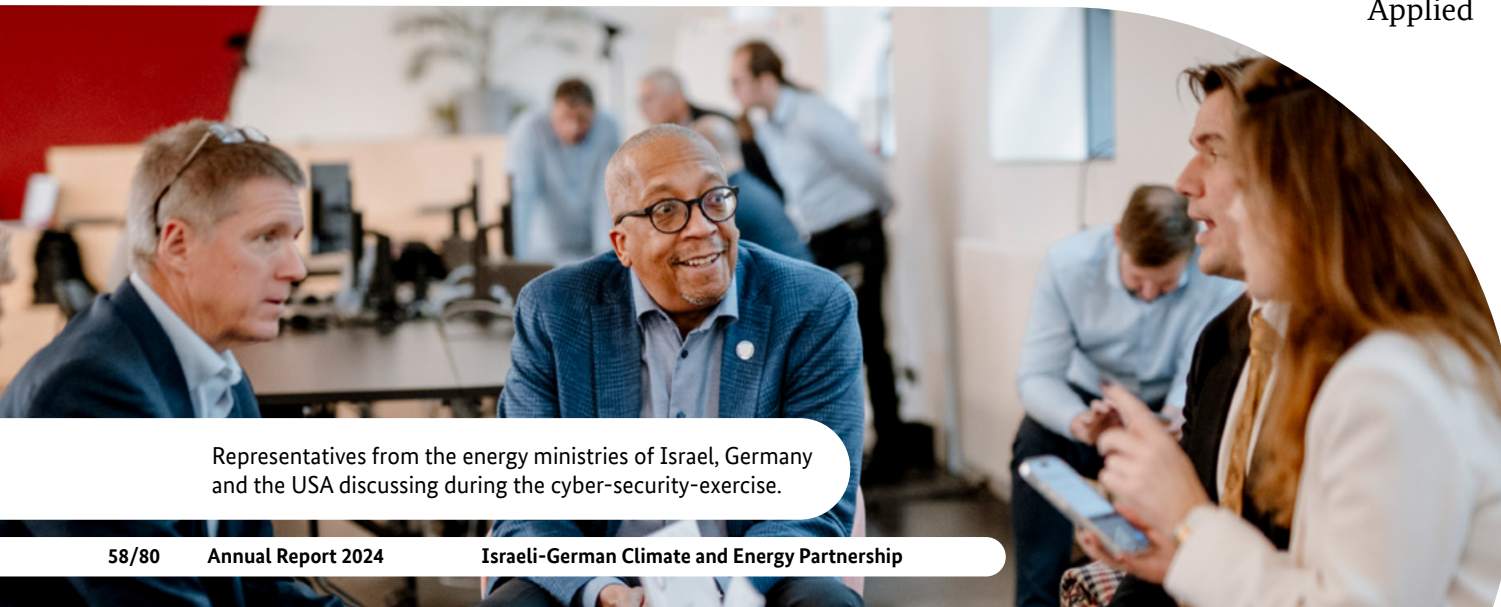 Applied
Representatives from the energy ministries of Israel, Germany
and the USA discussing during the cyber-security-exercise.
58/80 Annual Report 2024 Israeli-German Climate and Energy Partnership